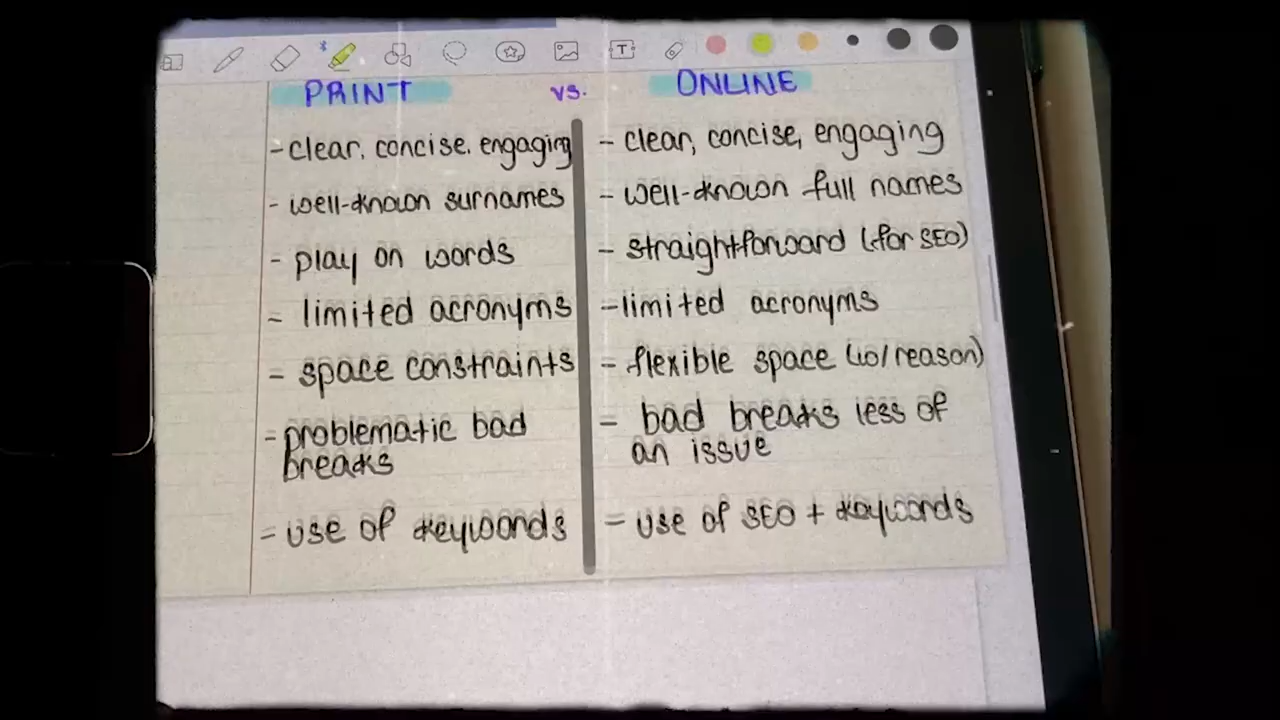 PRINT vs. ONLINE
- clear, concise, engaging
- well-known surnames
- play on words
- limited acronyms
- space constraints
- problematic bad
breaks
- use of keywords
- clear, concise, engaging
- well-known full names
- straightforward (for SEO)
- limited acronyms
- flexible space (w/reason)
- bad breaks less of
an issue
- use of SEO + keywords